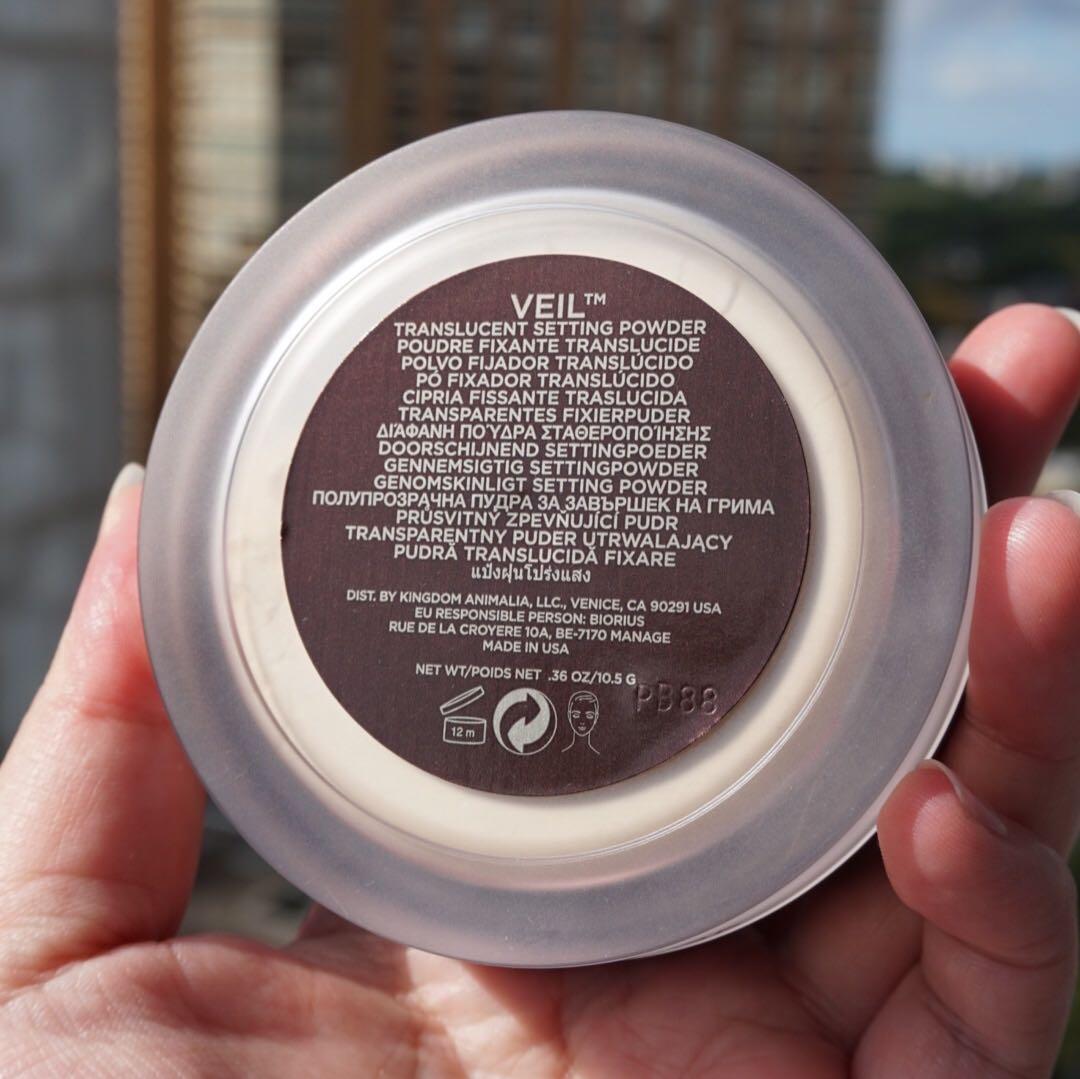 VEIL™
TRANSLUCENT SETTING POWDER
POUDRE FIXANTE TRANSLUCIDE
POLVO FIJADOR TRANSLÚCIDO
PÓ FIXADOR TRANSLÚCIDO
CIPRIA FISSANTE TRASLUCIDA
TRANSPARENTES FIXIERPUDER
ΔΙΆΦΑΝΗ ΠΟΎΔΡΑ ΣΤΑΘΕΡΟΠΟΊΗΣΗΣ
DOORSCHIJNEND SETTINGPOEDER
GENNEMSIGTIG SETTINGPOWDER
GENOMSKINLIGT SETTING POWDER
ПОЛУПРОЗРАЧНА ПУДРА ЗА ЗАВЪРШЕК НА ГРИМА
PRŮSVITNÝ ZPEVŇUJÍCÍ PUDR
TRANSPARENTNY PUDER UTRWALAJĄCY
PUDRĂ TRANSLUCIDĂ FIXARE
แป้งฝุ่นโปร่งแสง
DIST. BY KINGDOM ANIMALIA, LLC., VENICE, CA 90291 USA
EU RESPONSIBLE PERSON: BIORIUS
RUE DE LA CROYERE 10A, BE-7170 MANAGE
MADE IN USA
NET WT/POIDS NET .36 OZ/10.5 G
PB88
12 m